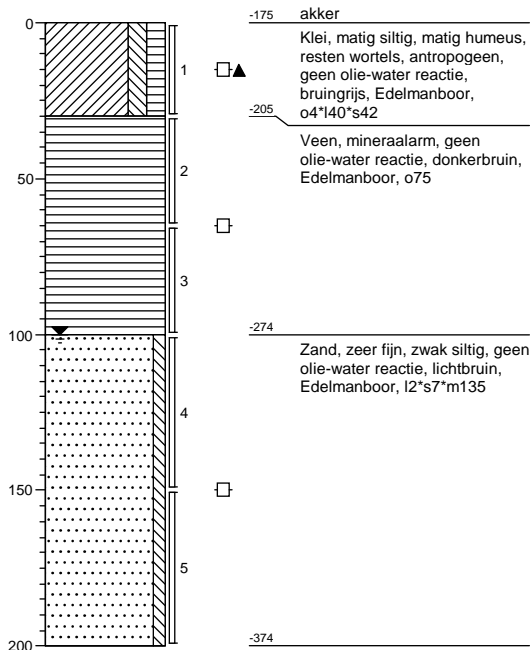 0
50
100
150
200
1
2
3
4
5
-175
akker
Klei, matig siltig, matig humeus,
resten wortels, antropogeen,
geen olie-water reactie,
bruingrijs, Edelmanboor,
o4*l40*s42
-205
Veen, mineraalarm, geen
olie-water reactie, donkerbruin,
Edelmanboor, o75
-274
Zand, zeer fijn, zwak siltig, geen
olie-water reactie, lichtbruin,
Edelmanboor, l2*s7*m135
-374